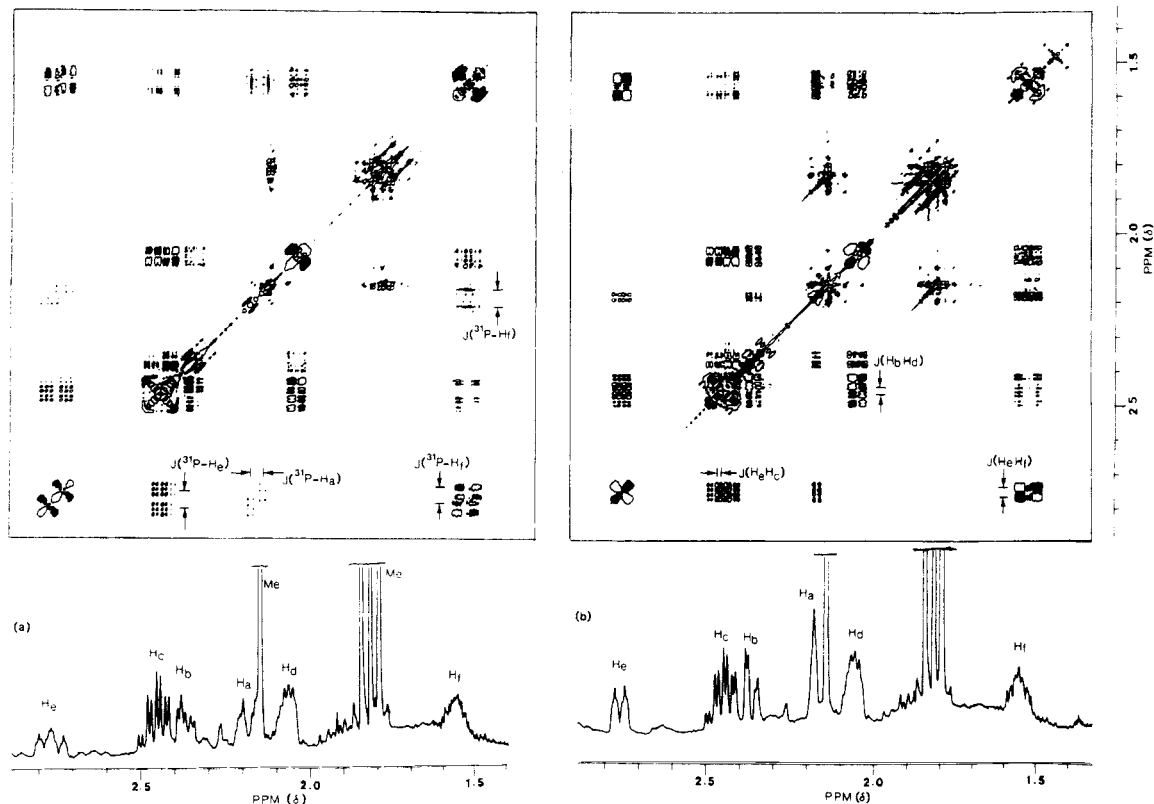 1.5
2.0
PPM (δ)
2.5
J(³¹P-Hf)
J(³¹P-He)
J(³¹P-Ha)
J(³¹P-Hf)
J(HbHd)
J(HeHc)
J(HeHf)
(a)
He
Hc
Hb
Ha
Me
Hd
Me
Hf
2.5
2.0
1.5
PPM (δ)
(b)
He
Hc
Hb
Ha
Hd
Hf
2.5
2.0
1.5
PPM (δ)